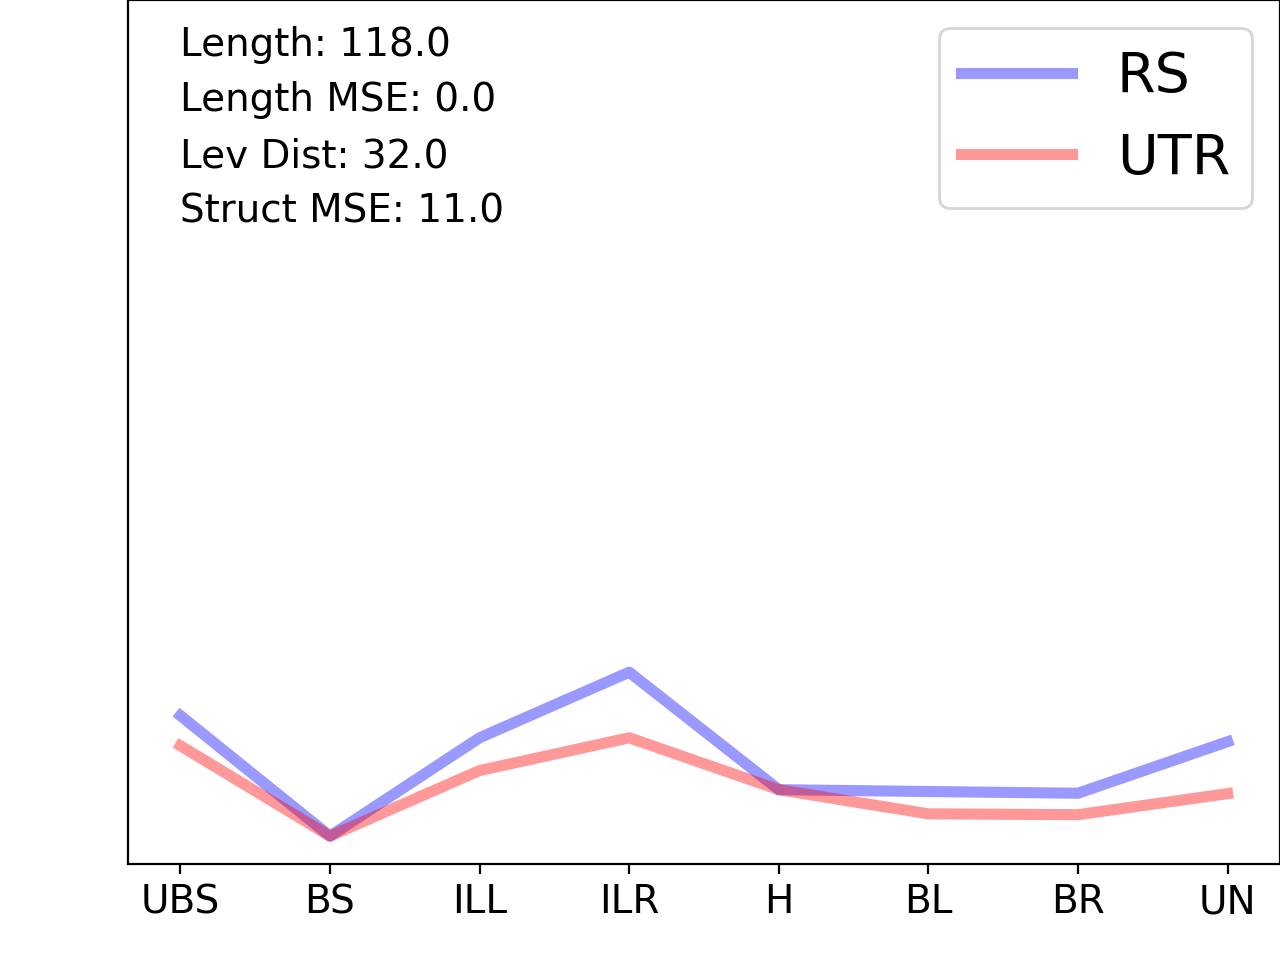 Length: 118.0
Length MSE: 0.0
Lev Dist: 32.0
Struct MSE: 11.0
RS
UTR
UBS BS ILL ILR H BL BR UN